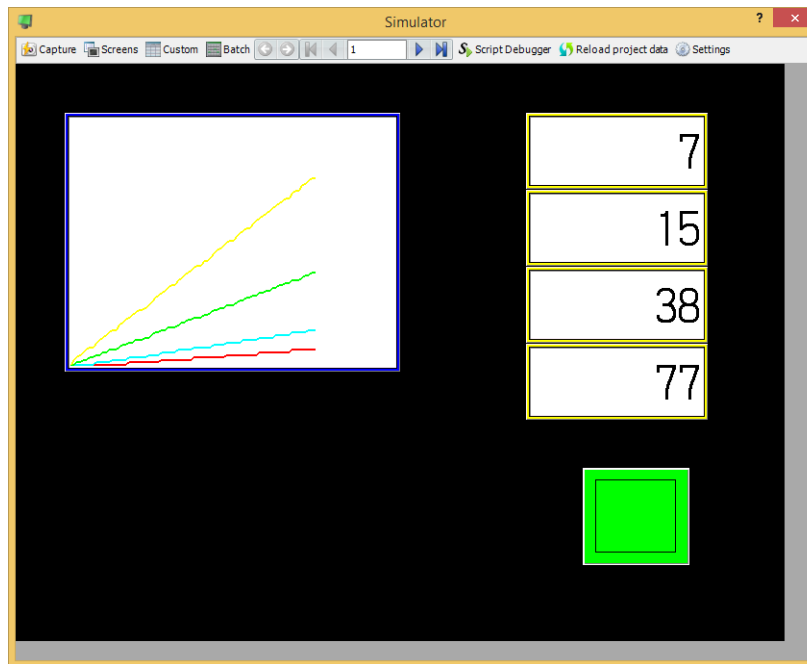 Simulator
? ×
Capture Screens Custom Batch 1 Script Debugger Reload project data Settings
7
15
38
77